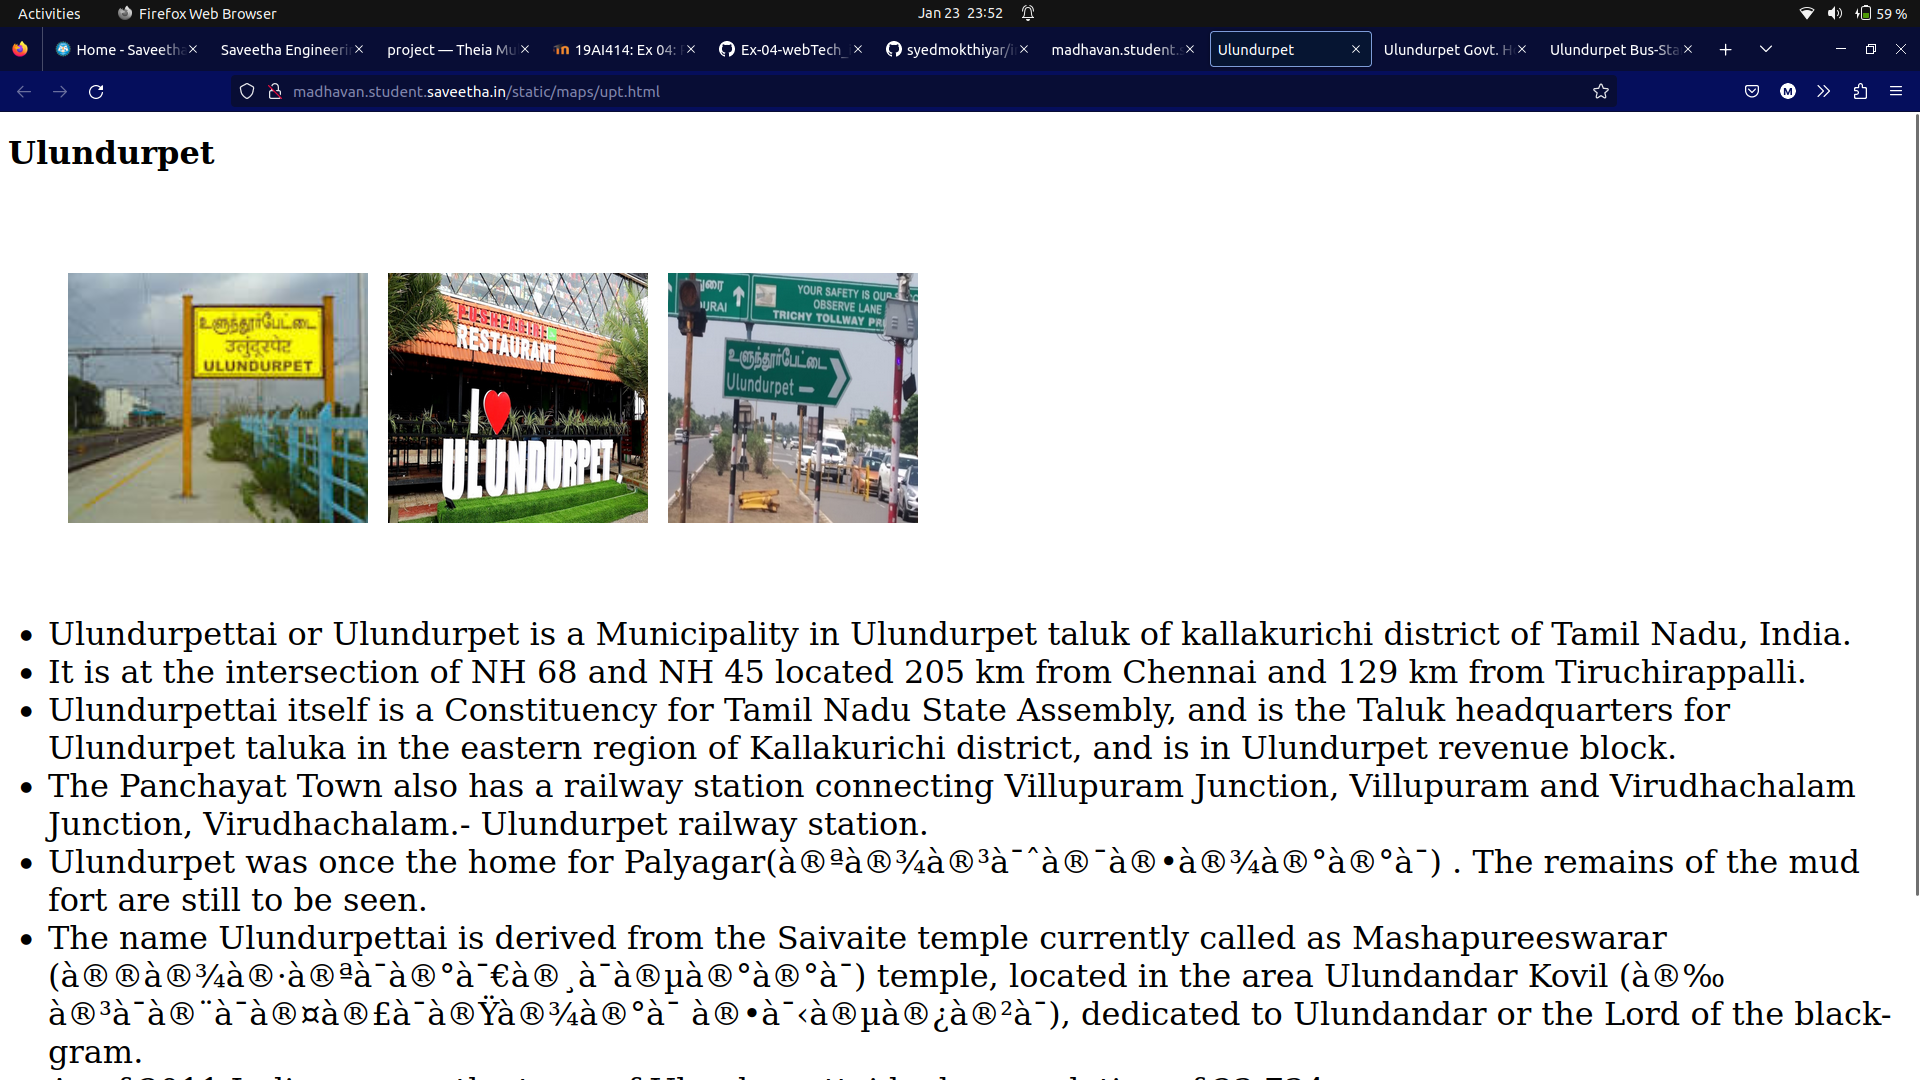 Activities
Firefox Web Browser
Jan 23 23:52
59 %
Home - Saveetha
Saveetha Engineeri
project — Theia Mu
19AI414: Ex 04:
Ex-04-webTech_
syedmokthiyar/i
madhavan.student.s
Ulundurpet
Ulundurpet Govt. H
Ulundurpet Bus-Sta
madhavan.student.saveetha.in/static/maps/upt.html
M
Ulundurpet
உளுந்தூர்பேட்டை
उलुंदूरपेट
ULUNDURPET
RESTAURANT
I
ULUNDURPET
URAI
YOUR SAFETY IS OUR
OBSERVE LANE
TRICHY TOLLWAY PR
உளுந்தூர்பேட்டை
Ulundurpet
• Ulundurpettai or Ulundurpet is a Municipality in Ulundurpet taluk of kallakurichi district of Tamil Nadu, India.
• It is at the intersection of NH 68 and NH 45 located 205 km from Chennai and 129 km from Tiruchirappalli.
• Ulundurpettai itself is a Constituency for Tamil Nadu State Assembly, and is the Taluk headquarters for
Ulundurpet taluka in the eastern region of Kallakurichi district, and is in Ulundurpet revenue block.
• The Panchayat Town also has a railway station connecting Villupuram Junction, Villupuram and Virudhachalam
Junction, Virudhachalam.- Ulundurpet railway station.
• Ulundurpet was once the home for Palyagar(à®ªà®¾à®³à¯ˆà®¯à®•à®¾à®°à®°à¯) . The remains of the mud
fort are still to be seen.
• The name Ulundurpettai is derived from the Saivaite temple currently called as Mashapureeswarar
(à®®à®¾à®·à®ªà¯à®°à¯€à®¸à¯à®µà®°à®°à¯) temple, located in the area Ulundandar Kovil (à®‰
à®³à¯à®¨à¯à®¤à®£à¯à®Ÿà®¾à®°à¯ à®•à¯‹à®µà®¿à®²à¯), dedicated to Ulundandar or the Lord of the black-
gram.